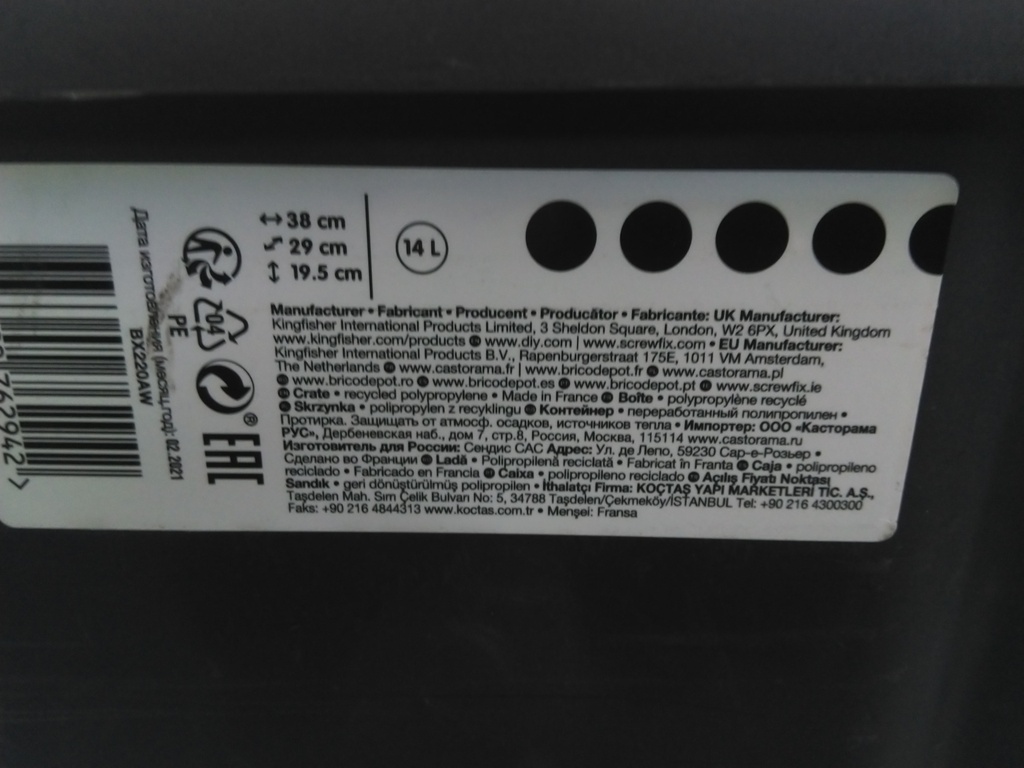 38 cm
29 cm
19.5 cm
14 L
Manufacturer • Fabricant • Producent • Producător • Fabricante: UK Manufacturer:
Kingfisher International Products Limited, 3 Sheldon Square, London, W2 6PX, United Kingdom
www.kingfisher.com/products www.diy.com | www.screwfix.com • EU Manufacturer:
Kingfisher International Products B.V., Rapenburgerstraat 175E, 1011 VM Amsterdam,
The Netherlands www.castorama.fr | www.bricodepot.fr www.castorama.pl
www.bricodepot.ro www.bricodepot.es www.bricodepot.pt www.screwfix.ie
Crate • recycled polypropylene • Made in France Boîte • polypropylène recyclé
Skrzynka • polipropylen z recyklingu Контейнер • переработанный полипропилен •
Протирка. Защищать от атмосф. осадков, источников тепла • Импортер: ООО «Касторама
РУС», Дербеневская наб., дом 7, стр.8, Россия, Москва, 115114 www.castorama.ru
Изготовитель для России: Сендис САС Адрес: Ул. де Лепо, 59230 Сар-е-Розьер •
Сделано во Франции Ladă • Polipropilenă reciclată • Fabricat în Franta Caja • polipropileno
reciclado • Fabricado en Francia Caixa • polipropileno reciclado Açılış Fiyatı Noktası
Sandık • geri dönüştürülmüş polipropilen • İthalatçı Firma: KOÇTAŞ YAPI MARKETLERİ TİC. A.Ş.,
Taşdelen Mah. Sırrı Çelik Bulvarı No: 5, 34788 Taşdelen/Çekmeköy/İSTANBUL Tel: +90 216 4300300
Faks: +90 216 4844313 www.koctas.com.tr • Menşei: Fransa
04
PE
EAC
®
Дата изготовления (месяц.год): 02.2021
BX220AW
762942 >